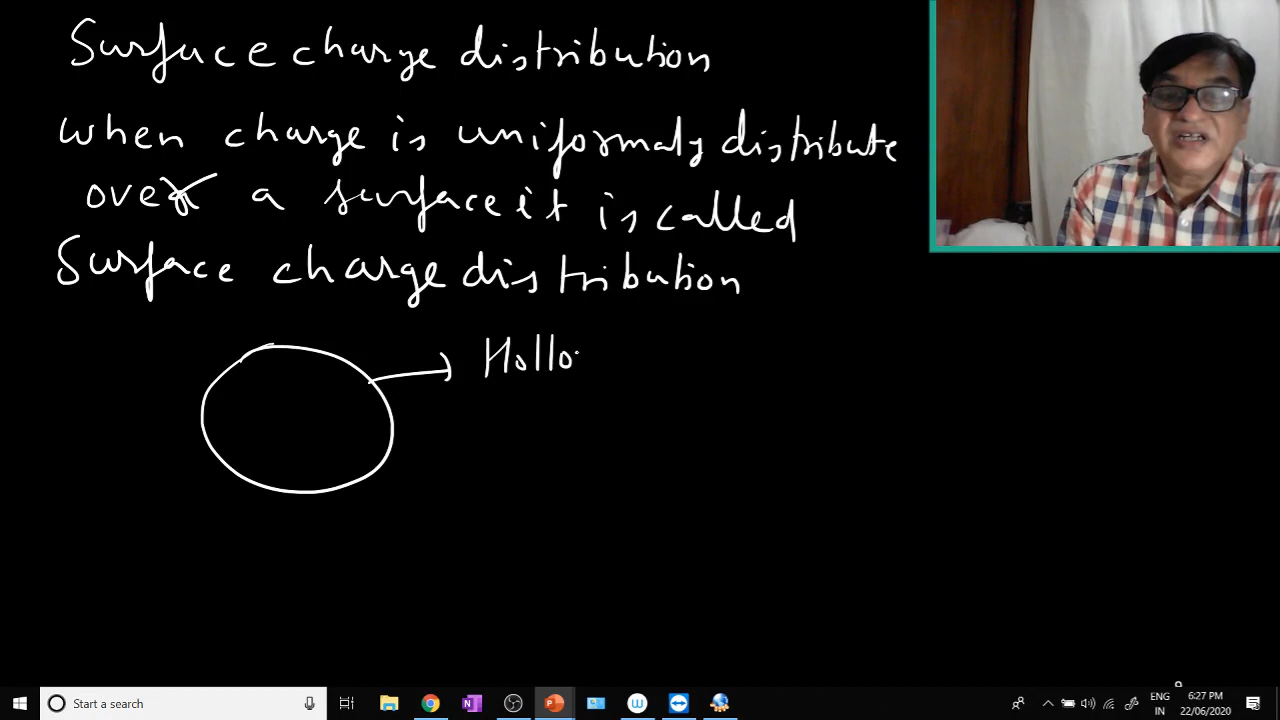 Surface charge distribution
when charge is uniformaly distribute
over a surface it is called
Surface charge distribution
Hollo
Start a search
ENG
IN
6:27 PM
22/06/2020